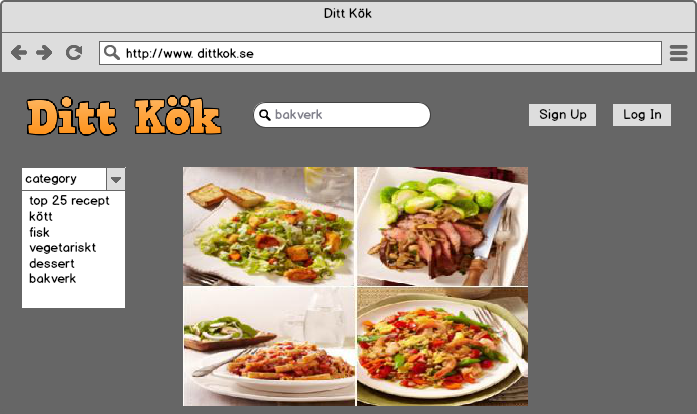 Ditt Kök
http://www. dittkok.se
Ditt Kök
bakverk
Sign Up
Log In
category
top 25 recept
kött
fisk
vegetariskt
dessert
bakverk